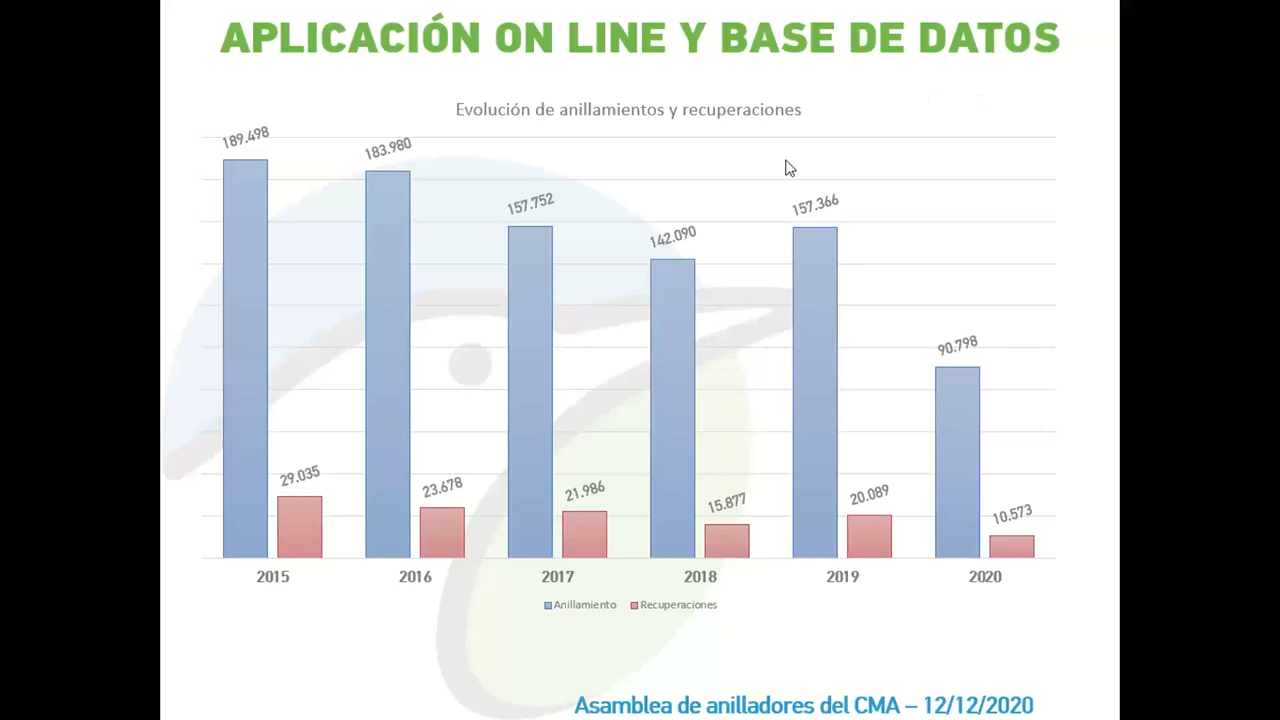 APLICACIÓN ON LINE Y BASE DE DATOS
Evolución de anillamientos y recuperaciones
189.498
183.980
157.752
142.090
157.366
90.798
29.035
23.678
21.986
15.877
20.089
10.573
2015 2016 2017 2018 2019 2020
Anillamiento Recuperaciones
Asamblea de anilladores del CMA – 12/12/2020